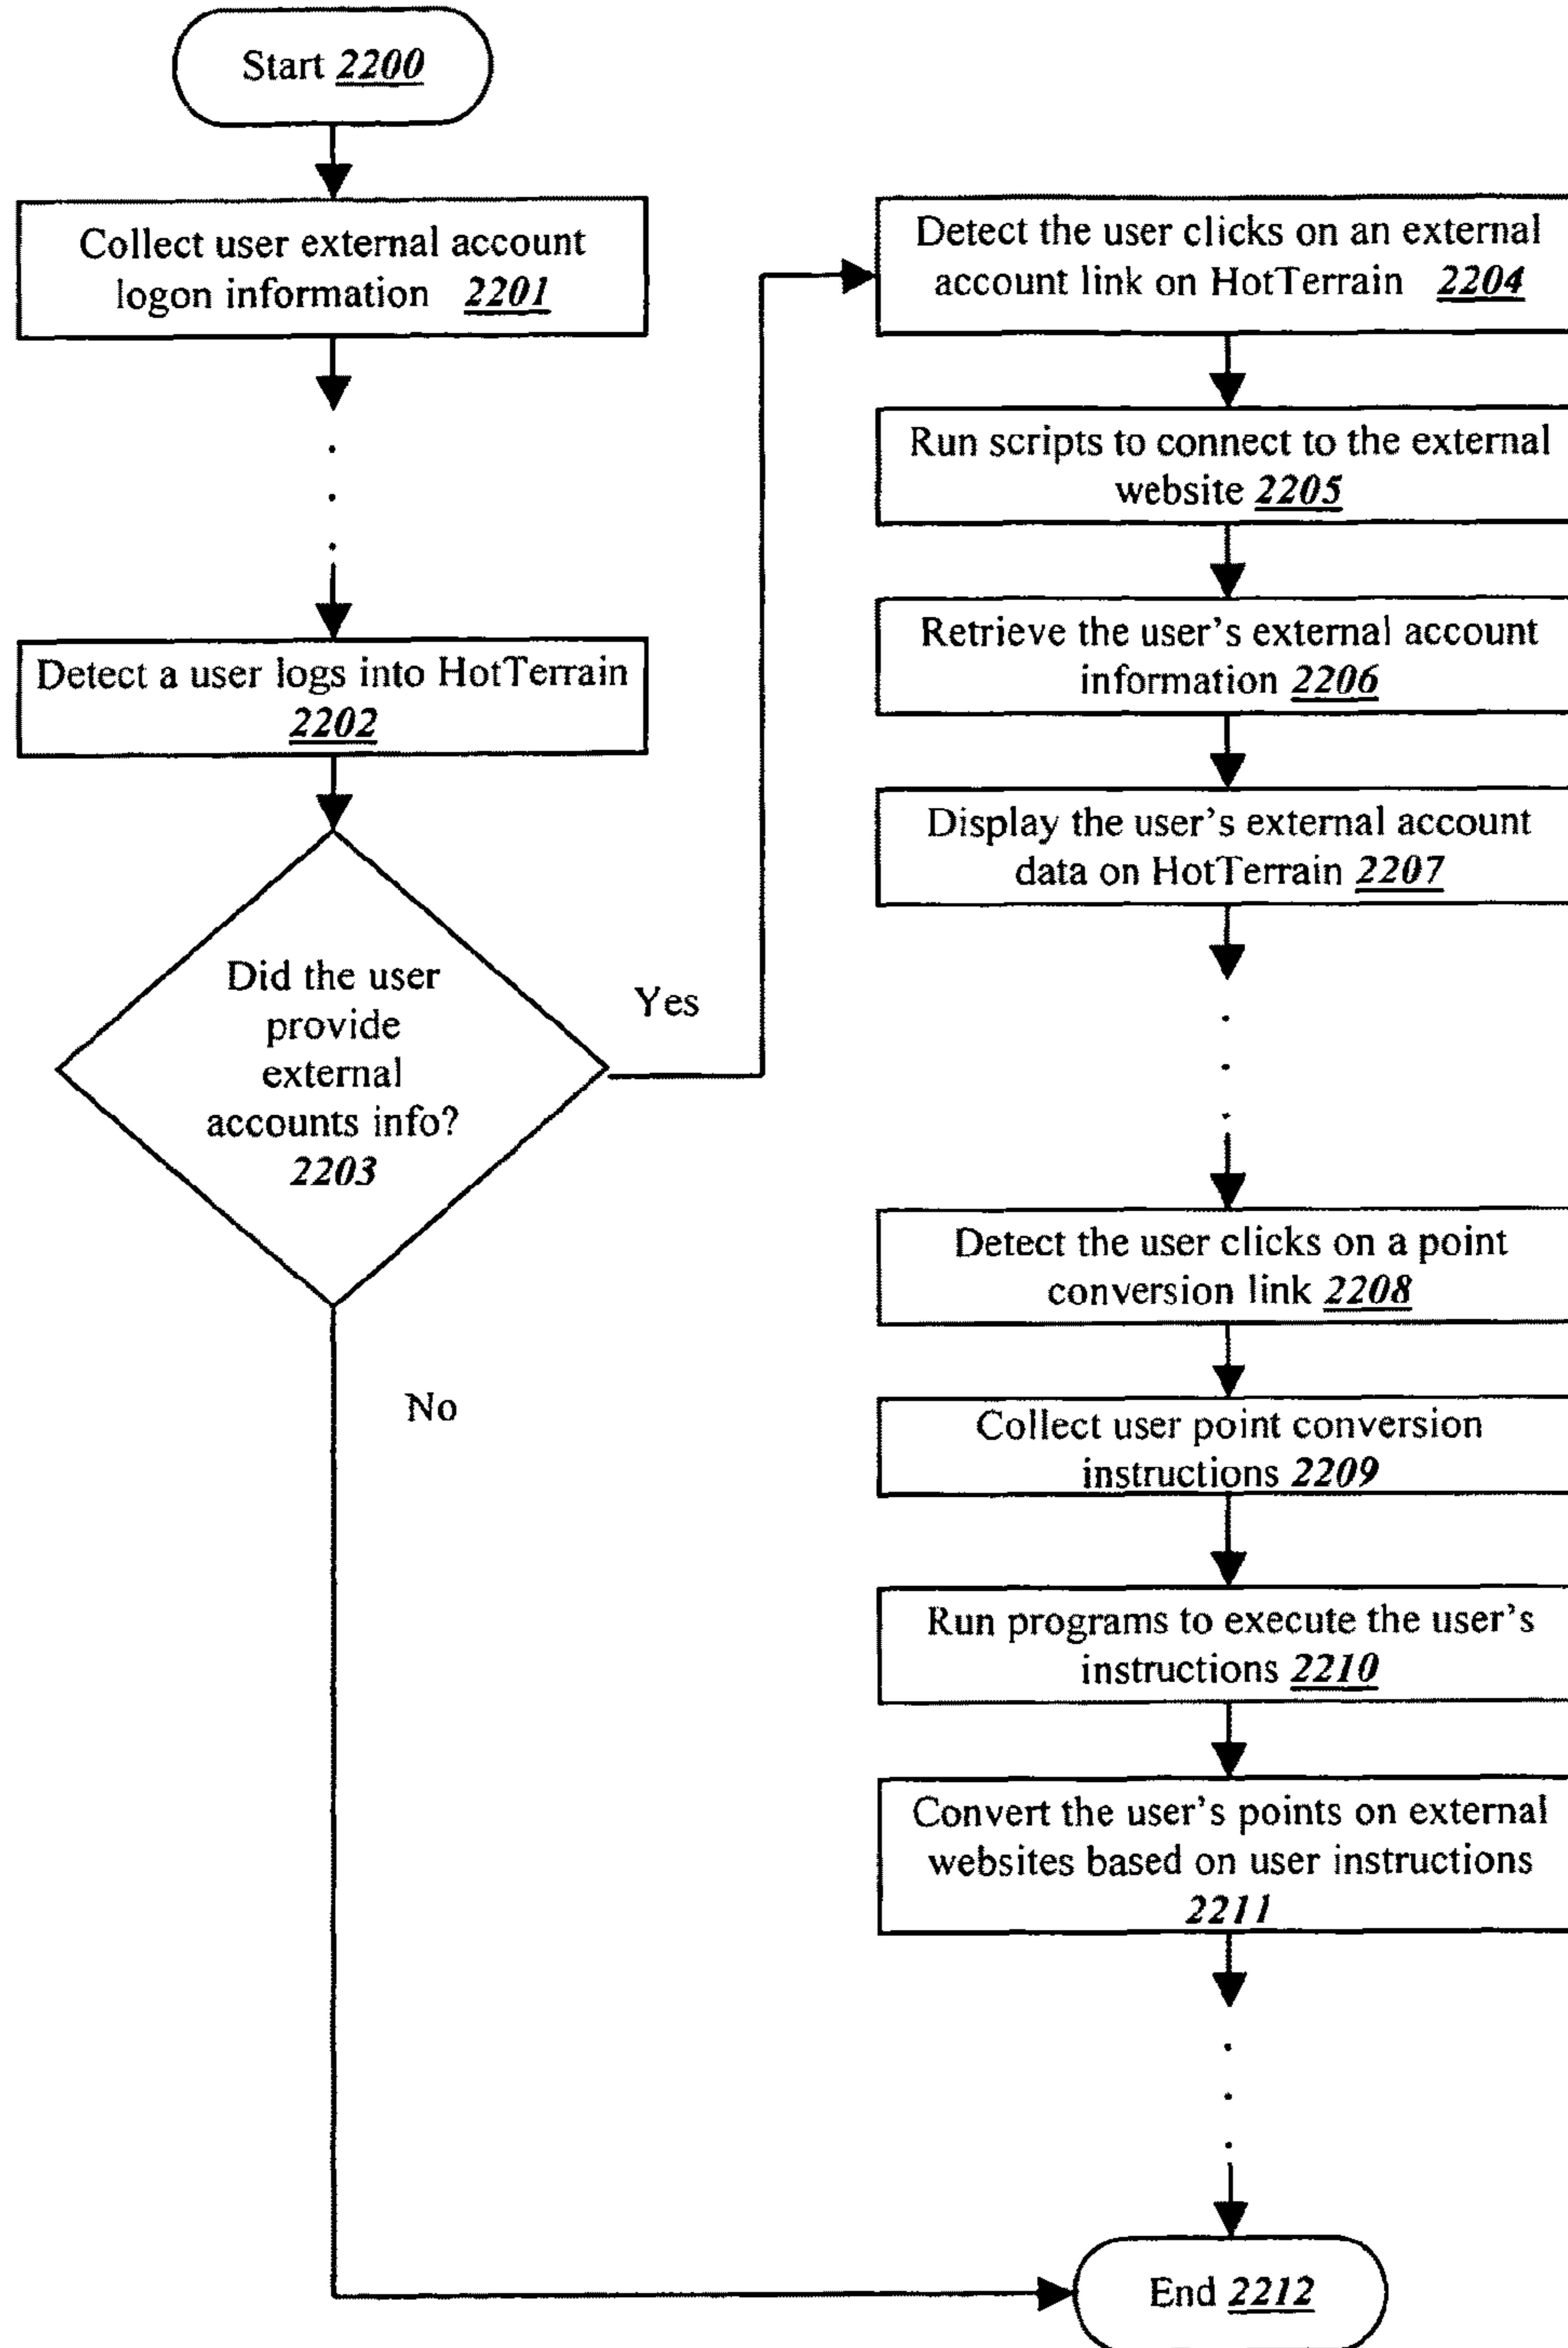 Start 2200
Collect user external account
logon information 2201
Detect a user logs into HotTerrain
2202
Did the user
provide
external
accounts info?
2203
Yes
No
Detect the user clicks on an external
account link on HotTerrain 2204
Run scripts to connect to the external
website 2205
Retrieve the user's external account
information 2206
Display the user's external account
data on HotTerrain 2207
Detect the user clicks on a point
conversion link 2208
Collect user point conversion
instructions 2209
Run programs to execute the user's
instructions 2210
Convert the user's points on external
websites based on user instructions
2211
End 2212